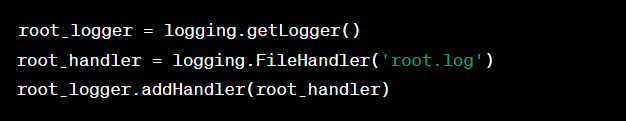 root_logger = logging.getLogger()
root_handler = logging.FileHandler('root.log')
root_logger.addHandler(root_handler)